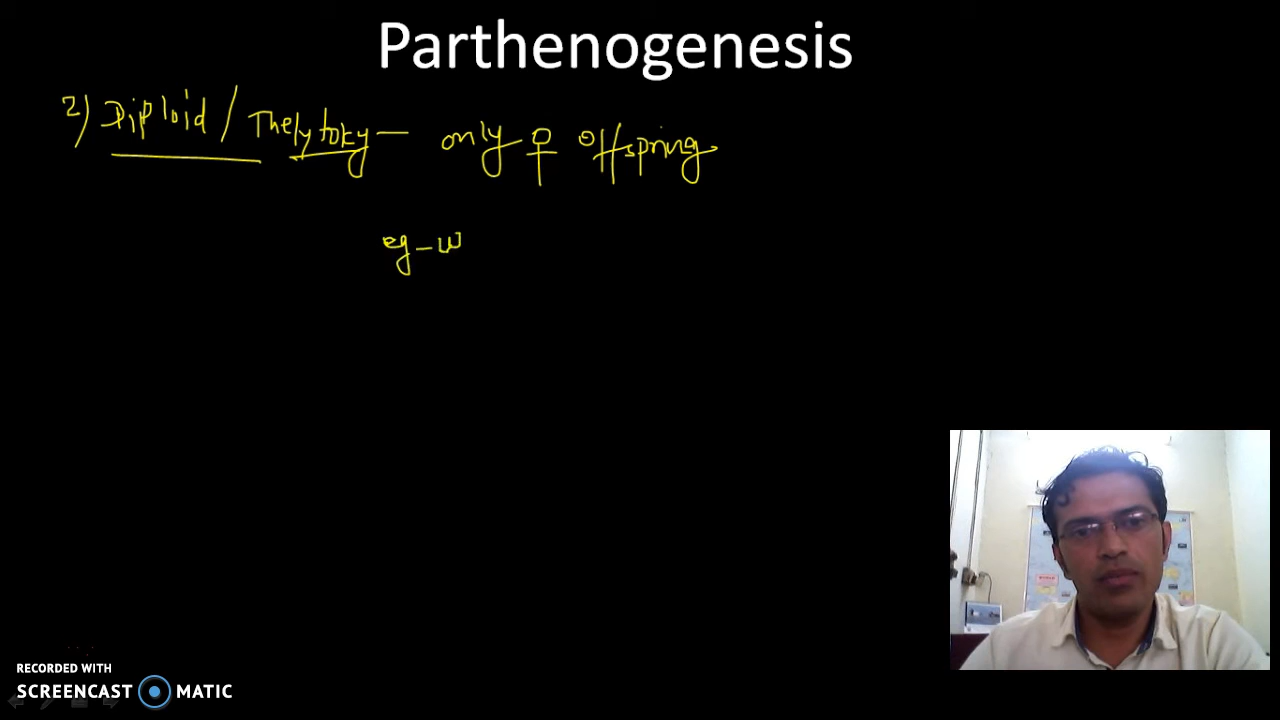 Parthenogenesis
2) Diploid / Thelytoky — only ♀ offspring
eg - w
RECORDED WITH
SCREENCAST MATIC